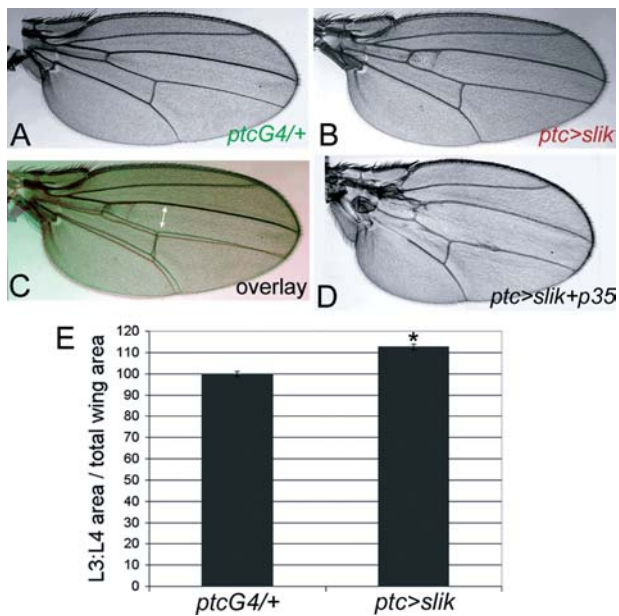 A
ptcG4/+
B
ptc>slik
C
overlay
D
ptc>slik+p35
E
L3:L4 area / total wing area
120
110
100
90
80
70
60
50
40
30
20
10
0
*
ptcG4/+
ptc>slik